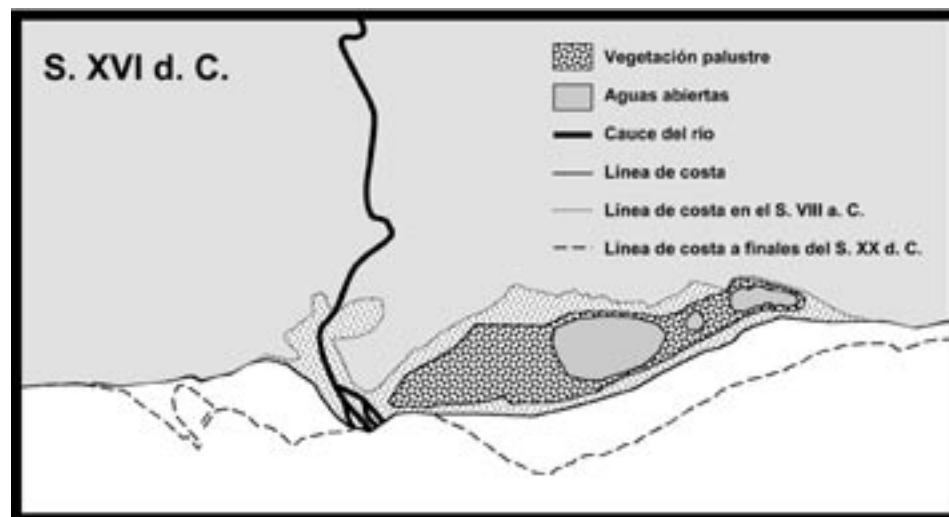 S. XVI d. C.
Vegetación palustre
Aguas abiertas
Cauce del río
Línea de costa
Línea de costa en el S. VIII a. C.
Línea de costa a finales del S. XX d. C.